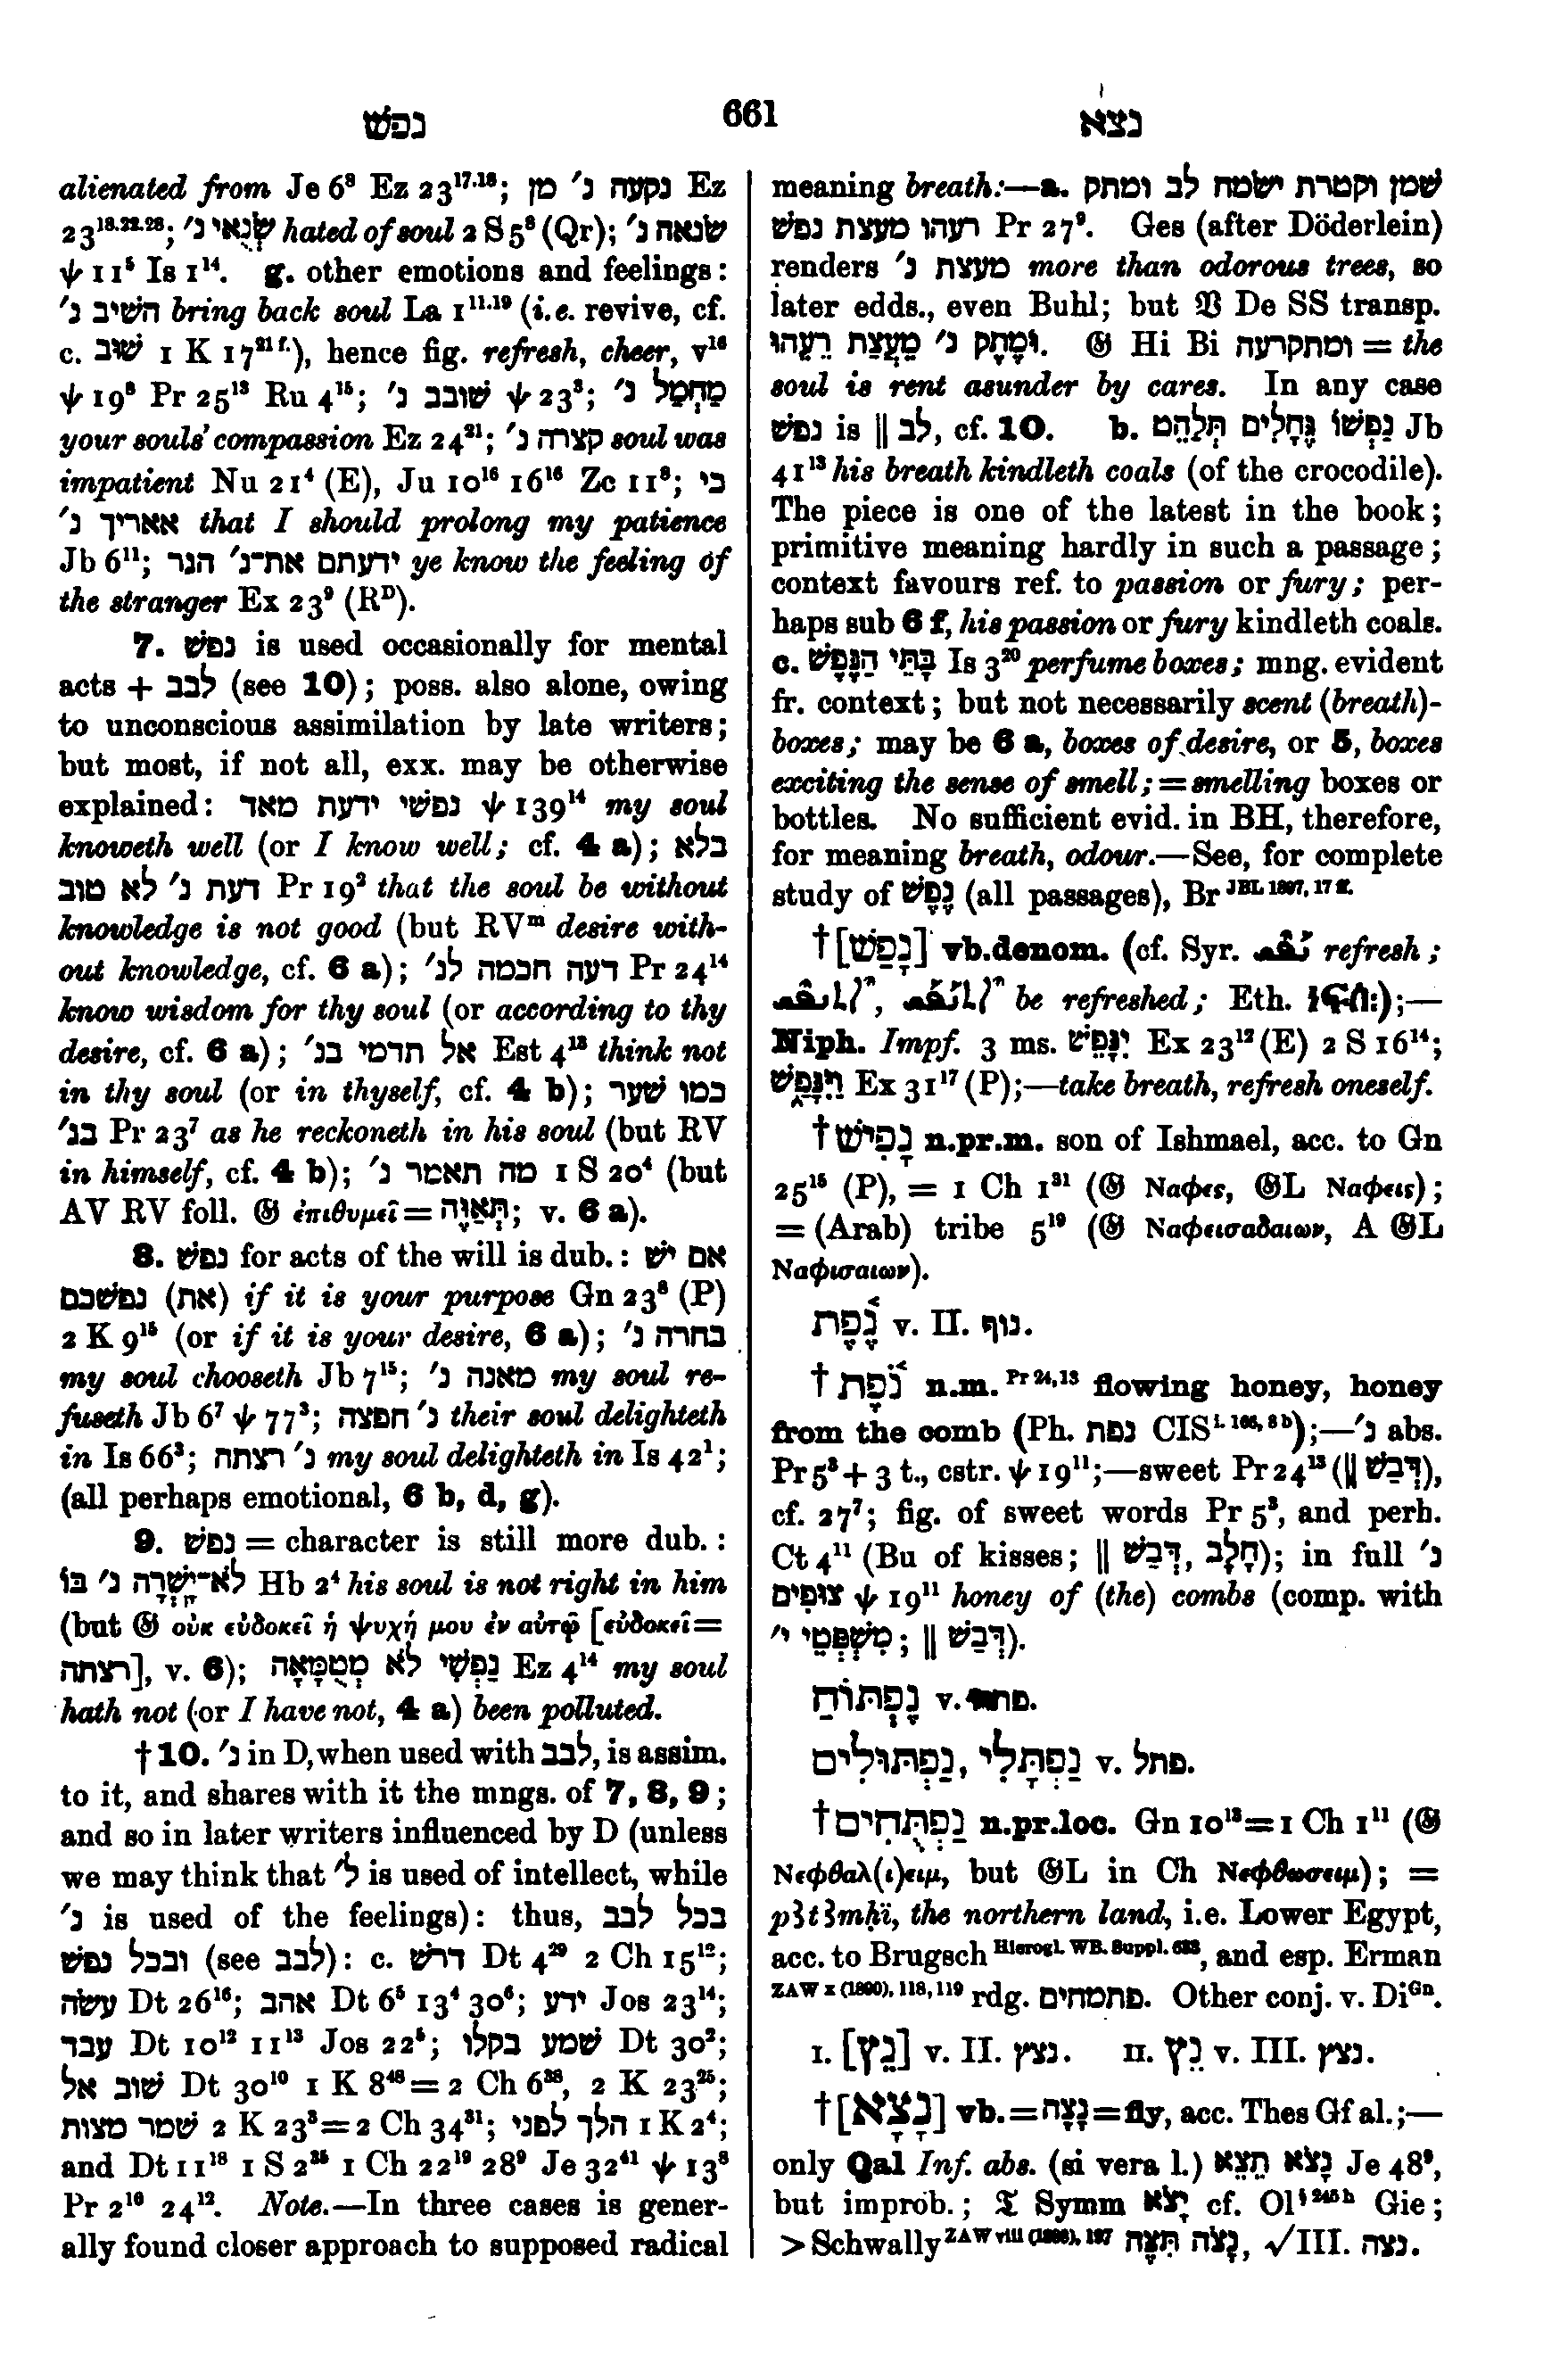 נפש
661
נצא
alienated from Je 6⁸ Ez 23¹⁷·¹⁸; נקעה נ׳ מן Ez
23¹⁸·²²·²⁸; שְׂנֻאֵי נ׳ hated of soul 2 S 5⁸ (Qr); שׂנאה נ׳
ψ 11⁵ Is 1¹⁴. g. other emotions and feelings:
השׁיב נ׳ bring back soul La 1¹¹·¹⁹ (i.e. revive, cf.
c. שׁוּב 1 K 17²¹ᶠ·), hence fig. refresh, cheer, v¹⁶
ψ 19⁸ Pr 25¹³ Ru 4¹⁵; שׁובב נ׳ ψ 23³; מַחְמַל נ׳
your souls' compassion Ez 24²¹; קצרה נ׳ soul was
impatient Nu 21⁴ (E), Ju 10¹⁶ 16¹⁶ Zc 11⁸; כי
אאריך נ׳ that I should prolong my patience
Jb 6¹¹; ידעתם את־נ׳ הגר ye know the feeling of
the stranger Ex 23⁹ (Rᴰ).
7. נפשׁ is used occasionally for mental
acts + לבב (see 10); poss. also alone, owing
to unconscious assimilation by late writers;
but most, if not all, exx. may be otherwise
explained: נפשׁי ידעת מאד ψ 139¹⁴ my soul
knoweth well (or I know well; cf. 4 a); בלא
דעת נ׳ לא טוב Pr 19² that the soul be without
knowledge is not good (but RVᵐ desire with-
out knowledge, cf. 6 a); דעה חכמה לנ׳ Pr 24¹⁴
know wisdom for thy soul (or according to thy
desire, cf. 6 a); אל תדמי בנ׳ Est 4¹³ think not
in thy soul (or in thyself, cf. 4 b); כמו שׁער
בנ׳ Pr 23⁷ as he reckoneth in his soul (but RV
in himself, cf. 4 b); מה תאמר נ׳ 1 S 20⁴ (but
AV RV foll. 𝔊 ἐπιθυμεῖ = תְּאַוֶּה; v. 6 a).
8. נפשׁ for acts of the will is dub.: אם ישׁ
(את) נפשׁכם if it is your purpose Gn 23⁸ (P)
2 K 9¹⁵ (or if it is your desire, 6 a); בחרה נ׳
my soul chooseth Jb 7¹⁵; מאנה נ׳ my soul re-
fuseth Jb 6⁷ ψ 77³; חפצה נ׳ their soul delighteth
in Is 66³; רצתה נ׳ my soul delighteth in Is 42¹;
(all perhaps emotional, 6 b, d, g).
9. נפשׁ = character is still more dub.:
לֹא־יָשְׁרָה נ׳ בּוֹ Hb 2⁴ his soul is not right in him
(but 𝔊 οὐκ εὐδοκεῖ ἡ ψυχή μου ἐν αὐτῷ [εὐδοκεῖ =
רצתה], v. 6); נַפְשִׁי לֹא מְטֻמָּאָה Ez 4¹⁴ my soul
hath not (or I have not, 4 a) been polluted.
†10. נ׳ in D, when used with לבב, is assim.
to it, and shares with it the mngs. of 7, 8, 9;
and so in later writers influenced by D (unless
we may think that ל׳ is used of intellect, while
נ׳ is used of the feelings): thus, בכל לבב
ובכל נפשׁ (see לבב): c. דרשׁ Dt 4²⁹ 2 Ch 15¹²;
עשׂה Dt 26¹⁶; אהב Dt 6⁵ 13⁴ 30⁶; ידע Jos 23¹⁴;
עבד Dt 10¹² 11¹³ Jos 22⁵; שׁמע בקלו Dt 30²;
שׁוב אל Dt 30¹⁰ 1 K 8⁴⁸ = 2 Ch 6³⁸, 2 K 23²⁵;
שׁמר מצות 2 K 23³ = 2 Ch 34³¹; הלך לפני 1 K 2⁴;
and Dt 11¹⁸ 1 S 2³⁵ 1 Ch 22¹⁹ 28⁹ Je 32⁴¹ ψ 13³
Pr 2¹⁰ 24¹². Note.—In three cases is gener-
ally found closer approach to supposed radical
meaning breath:—a. שׁמן וקטרת ישׂמח לב ומתק
רעהו מעצת נפשׁ Pr 27⁹. Ges (after Döderlein)
renders מעצת נ׳ more than odorous trees, so
later edds., even Buhl; but 𝔙 De SS transp.
וּמָתָק נ׳ מֵעֲצַת רֵעֵהוּ. 𝔊 Hi Bi ומתקרעה = the
soul is rent asunder by cares. In any case
נפשׁ is ‖ לב, cf. 10. b. נַפְשׁוֹ גֶּחָלִים תְּלַהֵט Jb
41¹³ his breath kindleth coals (of the crocodile).
The piece is one of the latest in the book;
primitive meaning hardly in such a passage;
context favours ref. to passion or fury; per-
haps sub 6 f, his passion or fury kindleth coals.
c. בָּתֵּי הַנֶּפֶשׁ Is 3²⁰ perfume boxes; mng. evident
fr. context; but not necessarily scent (breath)-
boxes; may be 6 a, boxes of desire, or 5, boxes
exciting the sense of smell; = smelling boxes or
bottles. No sufficient evid. in BH, therefore,
for meaning breath, odour.—See, for complete
study of נֶפֶשׁ (all passages), Br ᴶᴮᴸ ¹⁸⁹⁷, ¹⁷ ᶠᶠ·
†[נָפַשׁ] vb.denom. (cf. Syr. refresh;
be refreshed; Eth. ነፍሰ፡);—
Niph. Impf. 3 ms. יִנָּפֵשׁ Ex 23¹² (E) 2 S 16¹⁴;
וַיִּנָּפַשׁ Ex 31¹⁷ (P);—take breath, refresh oneself.
†נָפִישׁ n.pr.m. son of Ishmael, acc. to Gn
25¹⁵ (P), = 1 Ch 1³¹ (𝔊 Ναφες, 𝔊L Ναφεις);
= (Arab) tribe 5¹⁹ (𝔊 Ναφεισαδαιων, A 𝔊L
Ναφισαιων).
נֶפֶת v. II. נוף.
†נֹפֶת n.m. ᴾʳ ²⁴,¹³ flowing honey, honey
from the comb (Ph. נפת CIS ⁱ· ¹⁶⁶, ⁸ ᵇ);—נ׳ abs.
Pr 5³ + 3 t., cstr. ψ 19¹¹;—sweet Pr 24¹³ (‖ דְּבַשׁ),
cf. 27⁷; fig. of sweet words Pr 5³, and perh.
Ct 4¹¹ (Bu of kisses; ‖ דְּבַשׁ, חָלָב); in full נ׳
צוּפִים ψ 19¹¹ honey of (the) combs (comp. with
מִשְׁפְּטֵי י׳; ‖ דְּבַשׁ).
נֶפְתּוֹחַ v. פתח.
נַפְתָּלִי, נַפְתּוּלִים v. פתל.
†נַפְתֻּחִים n.pr.loc. Gn 10¹³ = 1 Ch 1¹¹ (𝔊
Νεφθαλ(ι)ειμ, but 𝔊L in Ch Νεφθωσειμ); =
pꜣtꜣmḥï, the northern land, i.e. Lower Egypt,
acc. to Brugsch Hierogl. WB. Suppl. 633, and esp. Erman
ZAW x (1890), 118, 119 rdg. פתמחים. Other conj. v. Diᴳⁿ.
I. [נֵץ] v. II. נצץ. II. נֵץ v. III. נצץ.
†[נָצָא] vb. = נָצָה = fly, acc. Thes Gf al.;—
only Qal Inf. abs. (si vera l.) נָצֹא תֵּצֵא Je 48⁹,
but improb.; 𝔗 Symm יָצֹא cf. Ol § ²⁴⁵ ʰ Gie;
> Schwally ZAW viii (1888), 197 נָצֹה תִּצֶּה, √III. נצה.